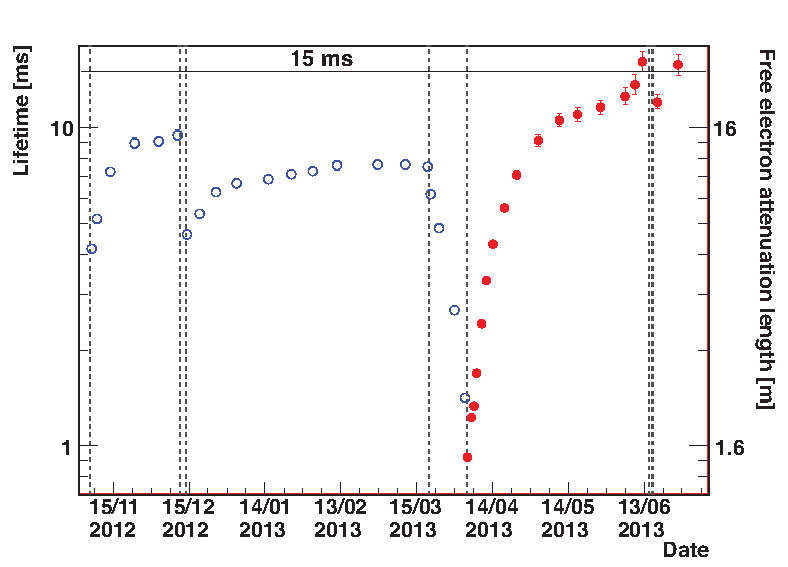 15 ms
Lifetime [ms]
Free electron attenuation length [m]
10
16
1
1.6
15/11 15/12 14/01 13/02 15/03 14/04 14/05 13/06
2012 2012 2013 2013 2013 2013 2013 2013
Date